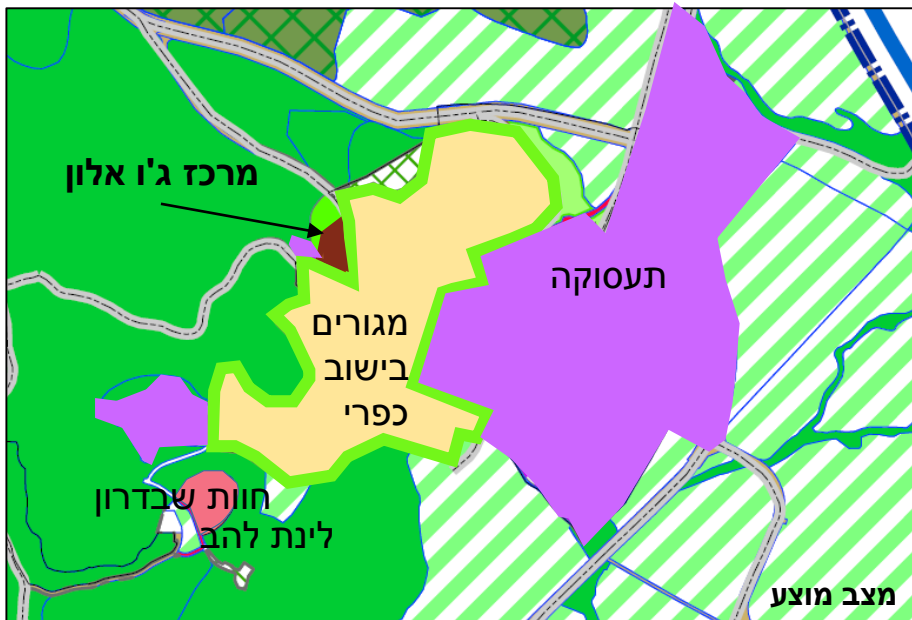 מרכז ג'ו אלון
תעסוקה
מגורים
בישוב
כפרי
חוות שבדרון
לינת להב
מצב מוצע